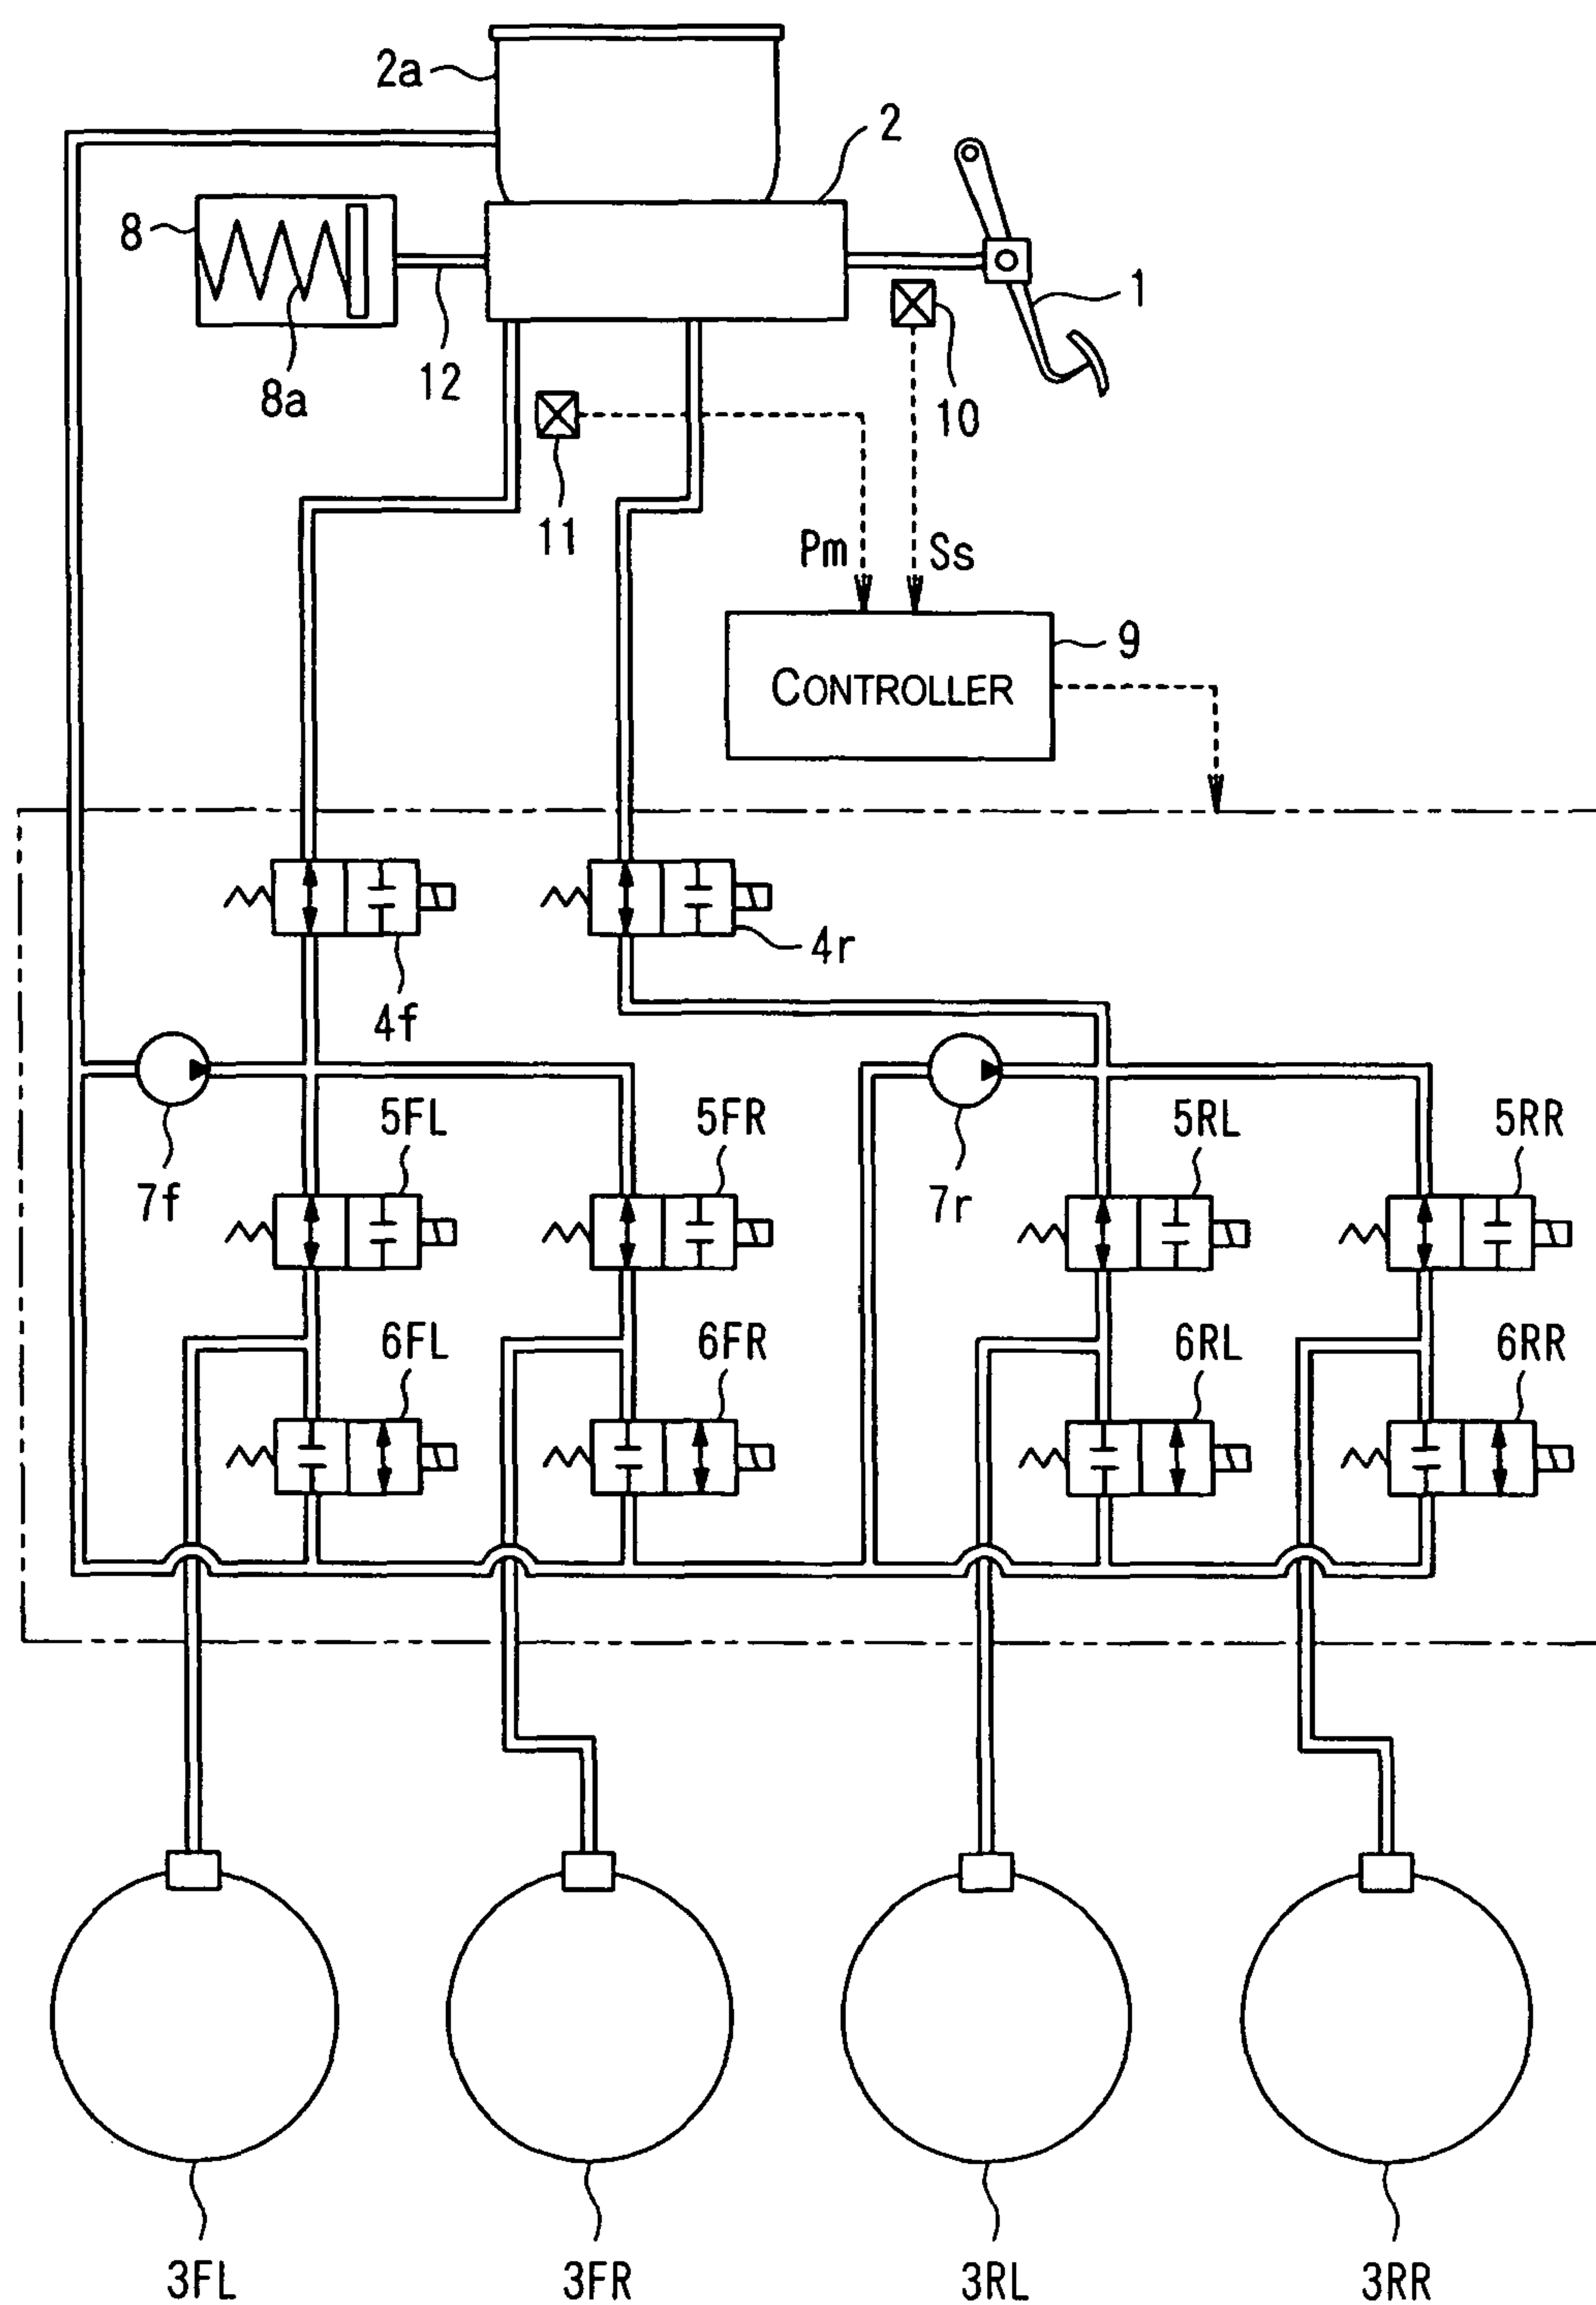 2a
2
8
1
8a
12
10
11
Pm
Ss
9
CONTROLLER
4r
4f
5FL
5FR
5RL
5RR
7f
7r
6FL
6FR
6RL
6RR
3FL
3FR
3RL
3RR